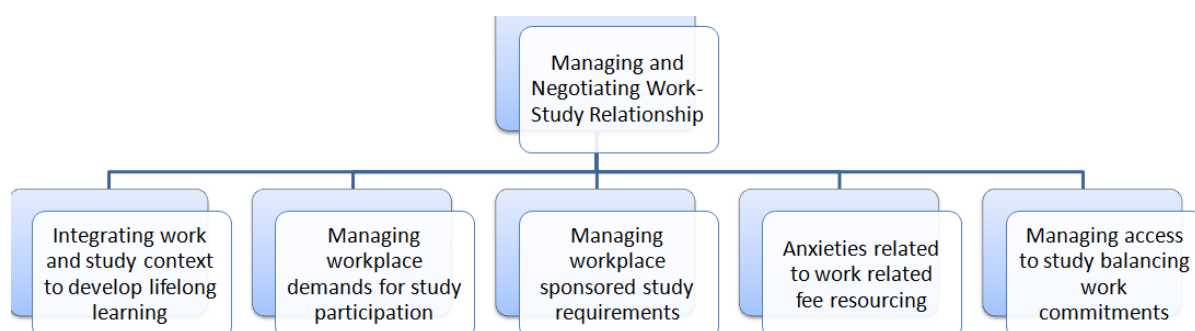 Managing and
Negotiating Work-
Study Relationship
Integrating work
and study context
to develop lifelong
learning
Managing
workplace
demands for study
participation
Managing
workplace
sponsored study
requirements
Anxieties related
to work related
fee resourcing
Managing access
to study balancing
work
commitments